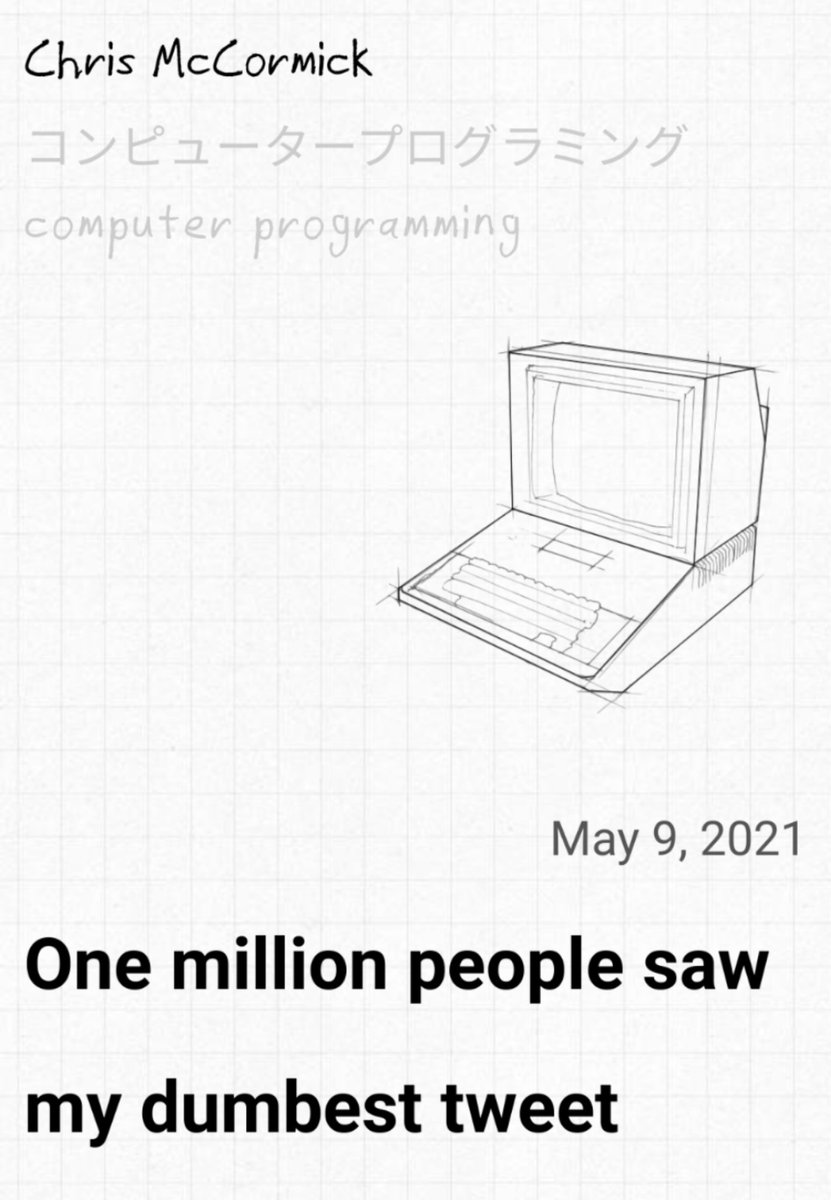 Chris McCormick
コンピュータープログラミング
computer programming
May 9, 2021
One million people saw
my dumbest tweet